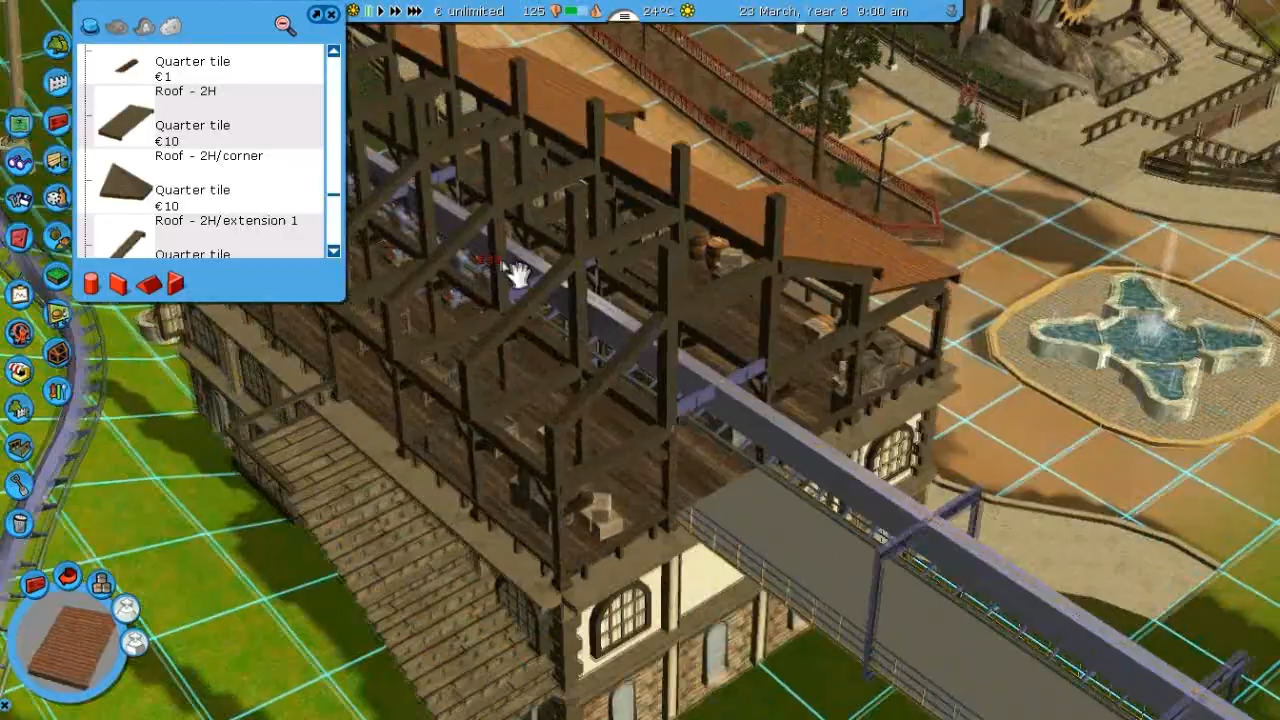 € unlimited 125 24°C 23 March, Year 8 9:00 am
Quarter tile
€1
Roof - 2H
Quarter tile
€10
Roof - 2H/corner
Quarter tile
€10
Roof - 2H/extension 1
Quarter tile